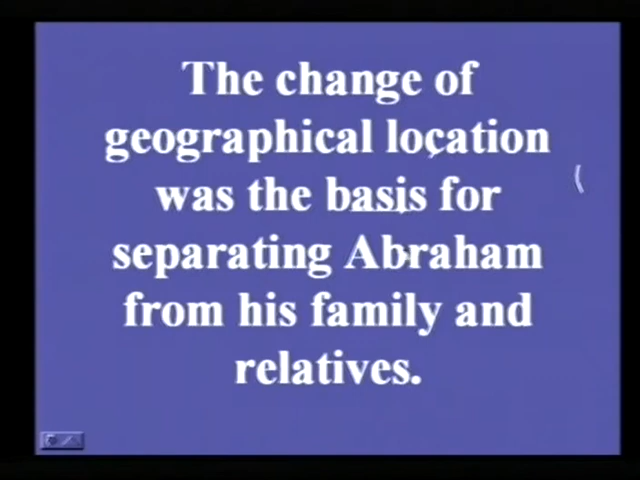 The change of
geographical location
was the basis for
separating Abraham
from his family and
relatives.